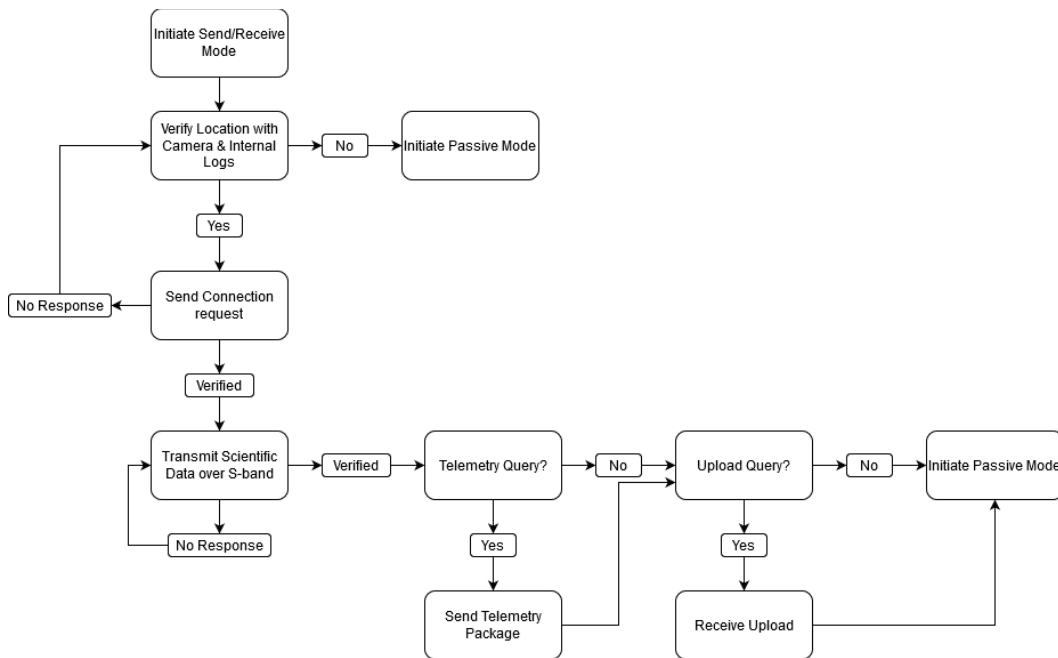 Initiate Send/Receive
Mode
Verify Location with
Camera & Internal
Logs
No
Initiate Passive Mode
Yes
No Response
Send Connection
request
Verified
Transmit Scientific
Data over S-band
Verified
Telemetry Query?
No
Upload Query?
No
Initiate Passive Mode
No Response
Yes
Yes
Send Telemetry
Package
Receive Upload